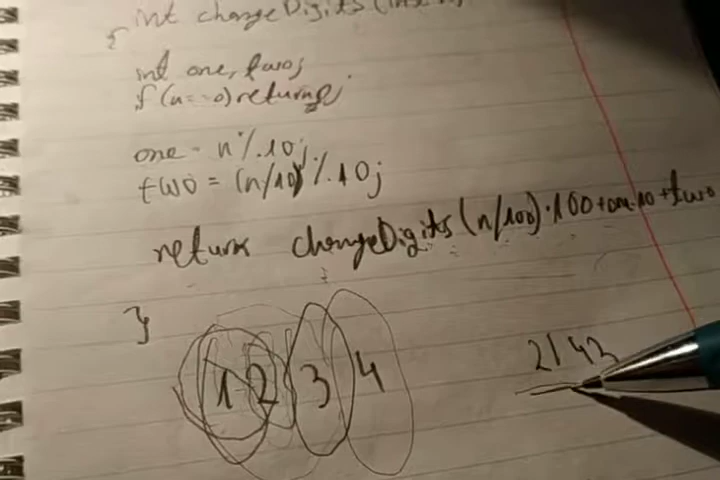 int changeDigits(int n)
{
int one, two;
if (n==0) return 0;
one = n%10;
two = (n/10)%10;
return changeDigits(n/100)·100+one·10+two
}
1 2 3 4
2143